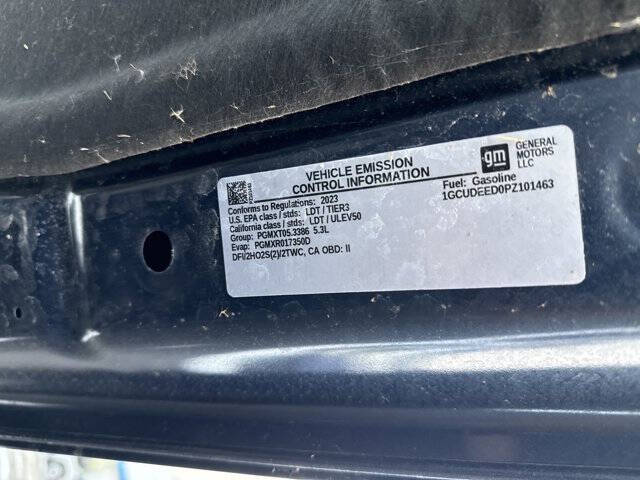 VEHICLE EMISSION
CONTROL INFORMATION
gm
GENERAL
MOTORS
LLC
Fuel: Gasoline
1GCUDEED0PZ101463
Conforms to Regulations: 2023
U.S. EPA class / stds: LDT / TIER3
California class / stds: LDT / ULEV50
Group: PGMXT05.3386 5.3L
Evap: PGMXR017350D
DFI/2HO2S(2)/2TWC, CA OBD: II